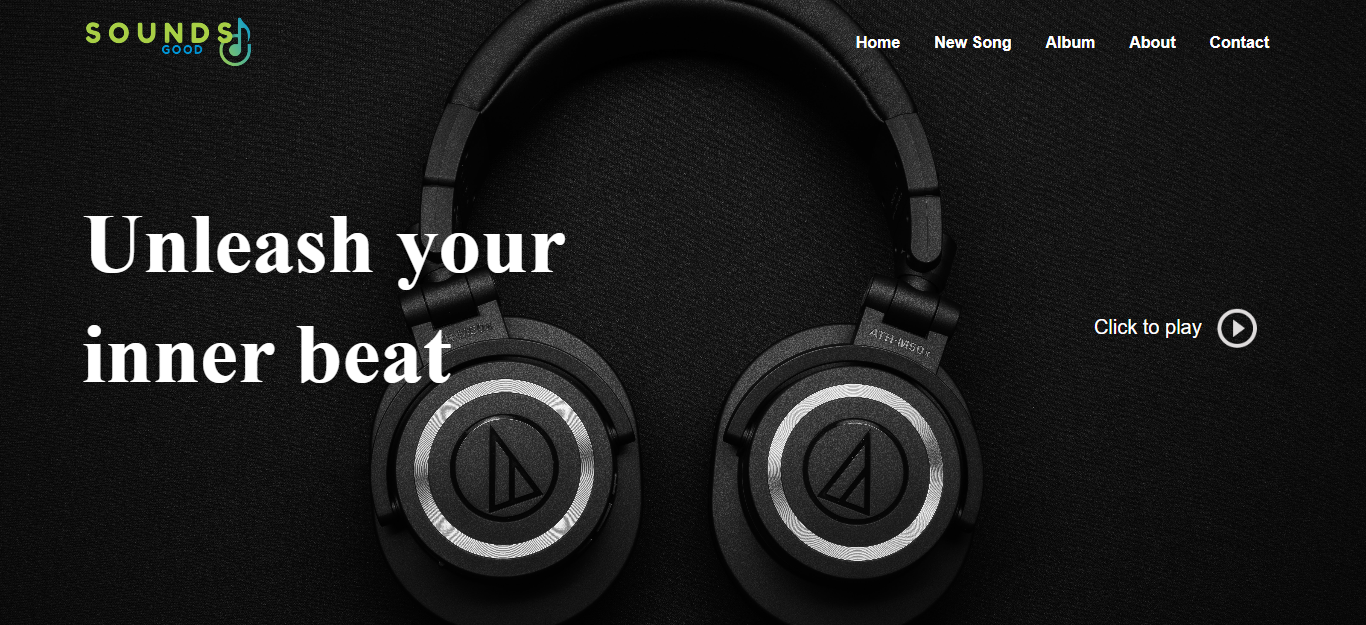 SOUNDS
GOOD
Home
New Song
Album
About
Contact
Unleash your
inner beat
Click to play
ATH-M50x